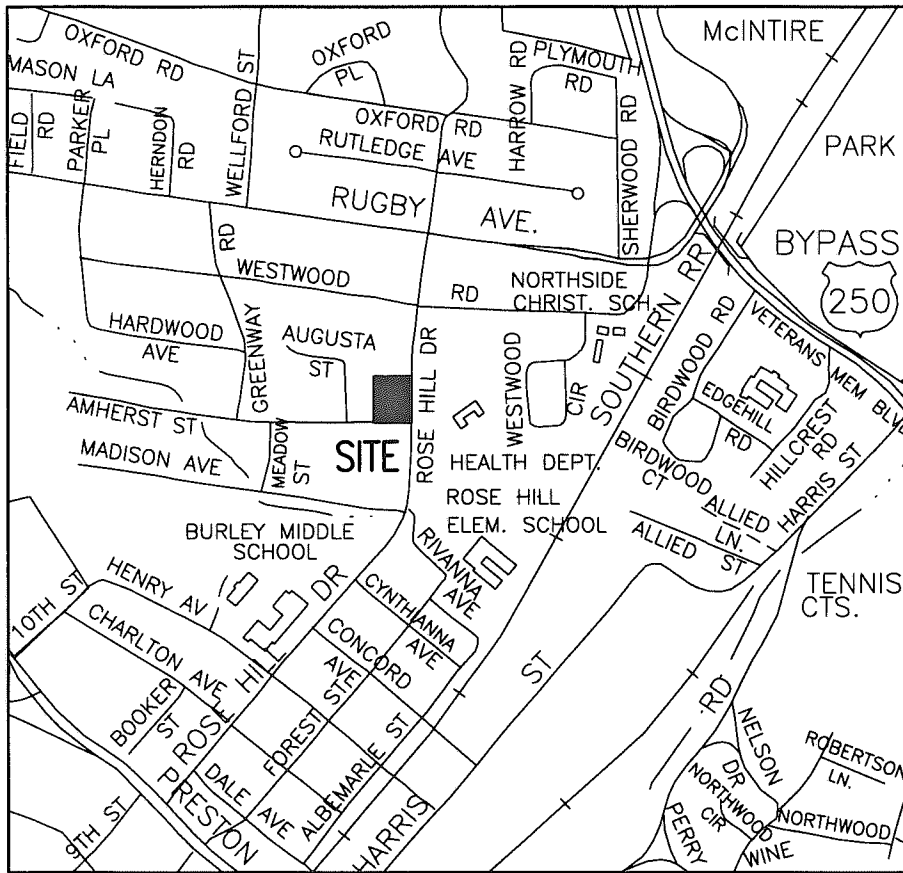 OXFORD RD
MASON LA
FIELD
RD
PARKER
PL
HERNDON
RD
WELLFORD ST
OXFORD
PL
HARROW RD
PLYMOUTH
RD
OXFORD RD
RUTLEDGE AVE
SHERWOOD RD
McINTIRE
PARK
RUGBY AVE.
BYPASS
250
WESTWOOD RD
NORTHSIDE
CHRIST. SCH.
SOUTHERN RR
HARDWOOD
AVE
GREENWAY RD
AUGUSTA
ST
ROSE HILL DR
WESTWOOD CIR
BIRDWOOD RD
VETERANS MEM BLVD
EDGEHILL
RD
HILLCREST
RD
HARRIS ST
AMHERST ST
MADISON AVE
MEADOW
ST
SITE
HEALTH DEPT.
BIRDWOOD
CT
ALLIED
LN.
ALLIED
ST
ROSE HILL
ELEM. SCHOOL
BURLEY MIDDLE
SCHOOL
RIVANNA
AVE
TENNIS
CTS.
10TH ST
HENRY AV
CHARLTON AVE
CYNTHIANNA
AVE
CONCORD
AVE
BOOKER
ST
ROSE HILL DR
FOREST ST
ALBEMARLE ST
HARRIS ST
RD
DALE AVE
PRESTON
9TH ST
NELSON
DR
ROBERTSON
LN.
NORTHWOOD
CIR
NORTHWOOD
PERRY
WINE